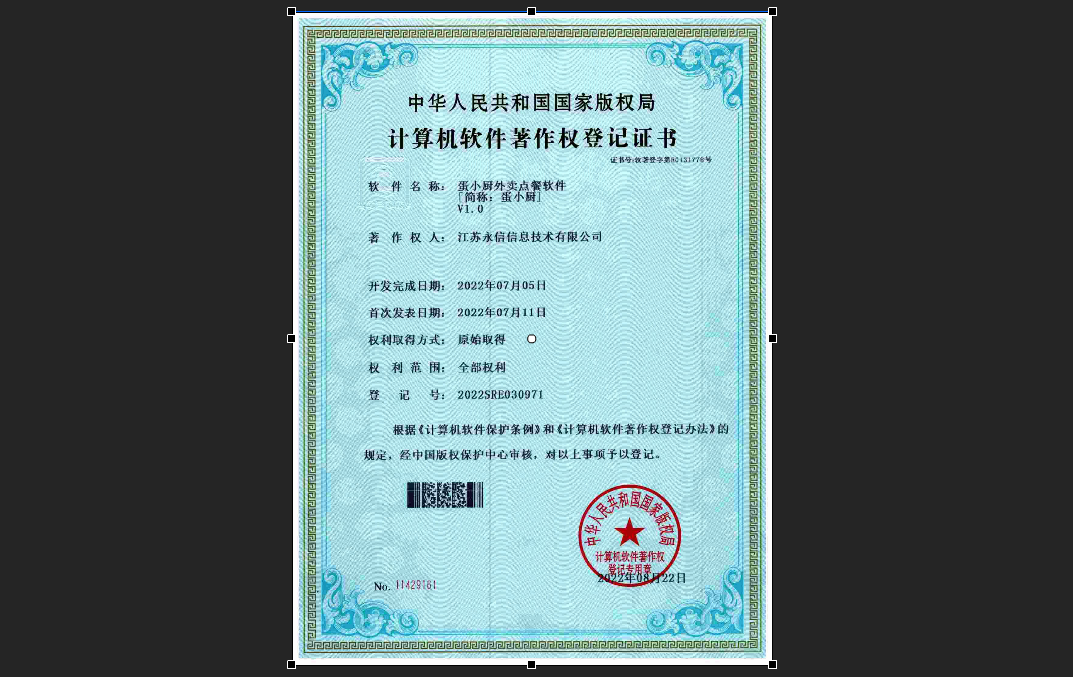 中华人民共和国国家版权局
计算机软件著作权登记证书
证书号:软著登字第80131778号
软件名称: 蛋小厨外卖点餐软件
[简称:蛋小厨]
V1.0
著作权人: 江苏永信信息技术有限公司
开发完成日期: 2022年07月05日
首次发表日期: 2022年07月11日
权利取得方式: 原始取得
权利范围: 全部权利
登记号: 2022SRE030971
根据《计算机软件保护条例》和《计算机软件著作权登记办法》的
规定，经中国版权保护中心审核，对以上事项予以登记。
中华人民共和国国家版权局
计算机软件著作权
登记专用章
2022年08月22日
No. 11429161